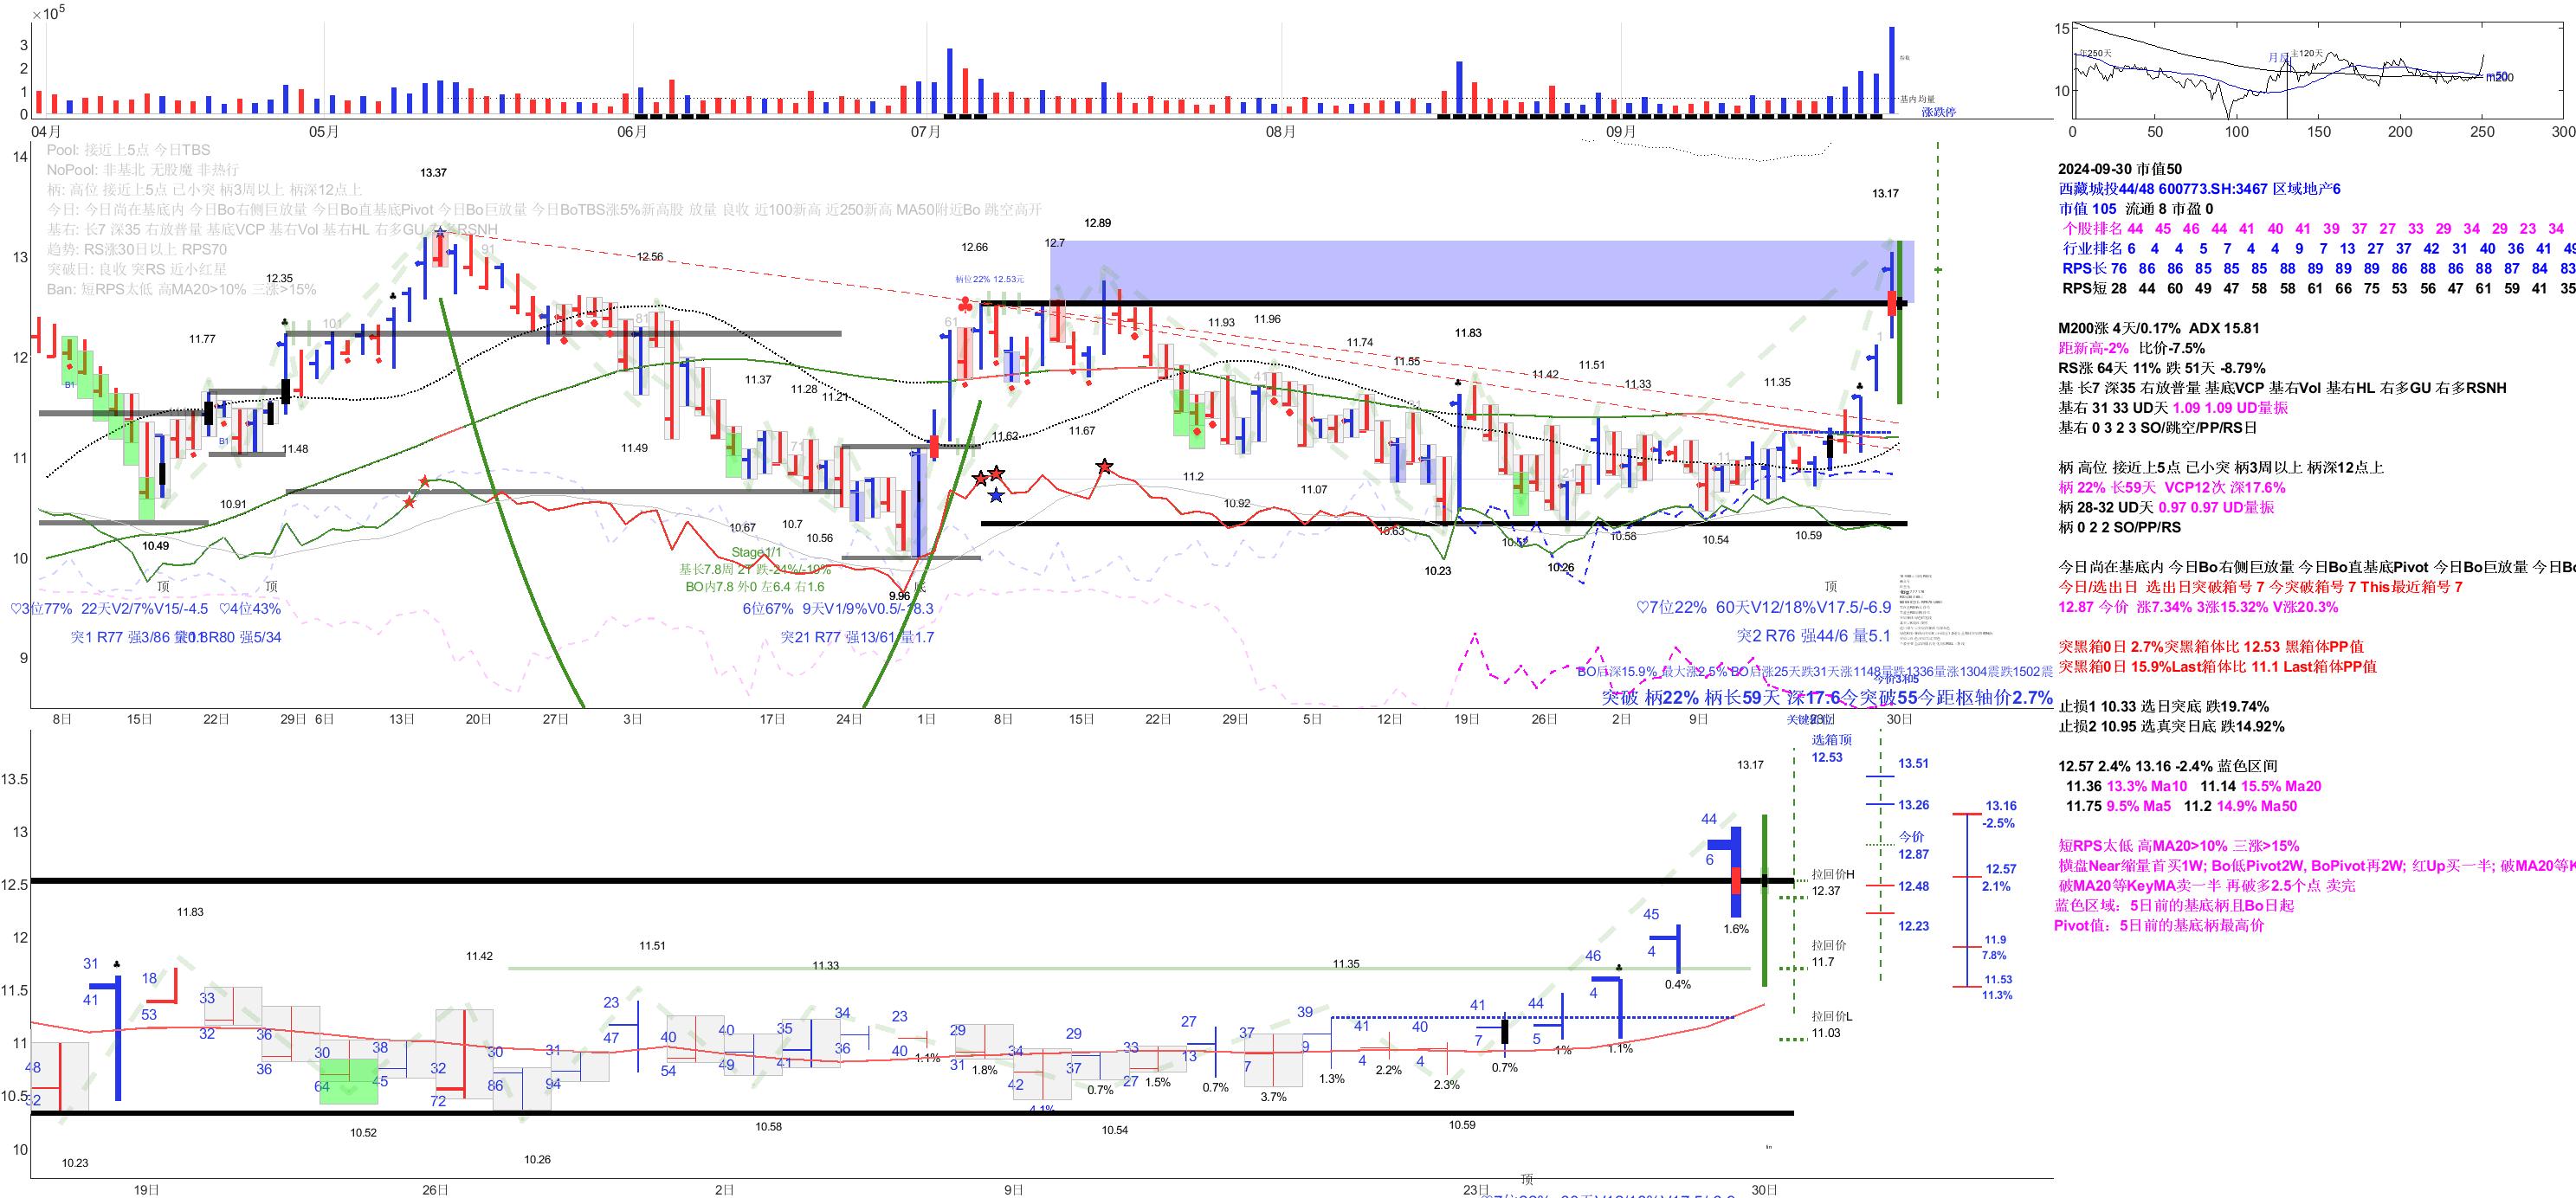 ×10⁵
3
2
1
0
04月 05月 06月 07月 08月 09月
基内均量
涨跌停
14
13
12
11
10
9
Pool: 接近上5点 今日TBS
NoPool: 非基北 无股魔 非热行
柄: 高位 接近上5点 己小突 柄3周以上 柄深12点上
今日: 今日尚在基底内 今日Bo右侧巨放量 今日Bo直基底Pivot 今日Bo巨放量 今日BoTBS涨5%新高股 放量 良收 近100新高 近250新高 MA50附近Bo 跳空高开
基右: 长7 深35 右放普量 基底VCP 基右Vol 基右HL 右多GU 右多RSNH
趋势: RS涨30日以上 RPS70
突破日: 良收 突RS 近小红星
Ban: 短RPS太低 高MA20>10% 三涨>15%
13.37
13.17
12.89
12.66
12.7
12.56
12.35
柄位22% 12.53元
11.77
11.93
11.96
11.83
11.74
11.55
11.42
11.51
11.33
11.35
11.37
11.28
11.21
101
91
81
61
B1
B1
11.48
11.49
11.62
11.67
11.2
11.07
10.91
10.92
10.67
10.7
10.56
10.49
10.63
10.52
10.58
10.54
10.59
10.23
10.26
9.96
Stage1/1
基长7.8周 2T 跌-24%/-19%
BO内7.8 外0 左6.4 右1.6
顶 顶 底 顶
♡3位77% 22天V2/7%V15/-4.5 ♡4位43%
6位67% 9天V1/9%V0.5/-18.3
♡7位22% 60天V12/18%V17.5/-6.9
突1 R77 强3/86 R80 强5/34
突21 R77 强13/61 量1.7
突2 R76 强44/6 量5.1
BO后深15.9% 最大涨2.5% BO后涨25天跌31天涨1148量跌1336量涨1304震跌1502震
今价3和5
突破 柄22% 柄长59天 深17.6今突破55今距枢轴价2.7%
8日 15日 22日 29日 6日 13日 20日 27日 3日 17日 24日 1日 8日 15日 22日 29日 5日 12日 19日 26日 2日 9日 23日 30日
13.5
13
12.5
12
11.5
11
10.5
10
13.17
11.83
11.42
11.51
11.33
11.35
10.23
10.52
10.26
10.58
10.54
10.59
31 41
18 53
33 32
36 36
30 64
38 45
32 72
30 86
31 94
23 47
40 54
40 49
35 41
34 36
23 40 1.1%
29 31 1.8%
34 42 4.1%
29 37 0.7%
33 27 1.5%
27 13 0.7%
37 7 3.7%
39 9 1.3%
41 4 2.2%
40 4 2.3%
41 7 0.7%
44 5 1%
46 4 1.1%
45 4 0.4%
44 6 1.6%
选箱顶
12.53
拉回价H
12.37
拉回价
11.7
拉回价L
11.03
13.51
13.26
今价
12.87
12.48
12.23
13.16
-2.5%
12.57
2.1%
11.9
7.8%
11.53
11.3%
19日 26日 2日 9日 23日 30日
顶
15
10
年250天
月
主120天
m200
0 50 100 150 200 250 300
2024-09-30 市值50
西藏城投44/48 600773.SH:3467 区域地产6
市值 105 流通 8 市盈 0
个股排名 44 45 46 44 41 40 41 39 37 27 33 29 34 29 23 34
行业排名 6 4 4 5 7 4 4 9 7 13 27 37 42 31 40 36 41 49
RPS长 76 86 86 85 85 85 88 89 89 89 86 88 86 88 87 84 83
RPS短 28 44 60 49 47 58 58 61 66 75 53 56 47 61 59 41 35
M200涨 4天/0.17% ADX 15.81
距新高-2% 比价-7.5%
RS涨 64天 11% 跌 51天 -8.79%
基 长7 深35 右放普量 基底VCP 基右Vol 基右HL 右多GU 右多RSNH
基右 31 33 UD天 1.09 1.09 UD量振
基右 0 3 2 3 SO/跳空/PP/RS日
柄 高位 接近上5点 己小突 柄3周以上 柄深12点上
柄 22% 长59天 VCP12次 深17.6%
柄 28-32 UD天 0.97 0.97 UD量振
柄 0 2 2 SO/PP/RS
今日尚在基底内 今日Bo右侧巨放量 今日Bo直基底Pivot 今日Bo巨放量 今日Bo
今日/选出日 选出日突破箱号 7 今突破箱号 7 This最近箱号 7
12.87 今价 涨7.34% 3涨15.32% V涨20.3%
突黑箱0日 2.7%突黑箱体比 12.53 黑箱体PP值
突黑箱0日 15.9%Last箱体比 11.1 Last箱体PP值
止损1 10.33 选日突底 跌19.74%
止损2 10.95 选真突日底 跌14.92%
12.57 2.4% 13.16 -2.4% 蓝色区间
11.36 13.3% Ma10 11.14 15.5% Ma20
11.75 9.5% Ma5 11.2 14.9% Ma50
短RPS太低 高MA20>10% 三涨>15%
横盘Near缩量首买1W; Bo低Pivot2W, BoPivot再2W; 红Up买一半; 破MA20等K
破MA20等KeyMA卖一半 再破多2.5个点 卖完
蓝色区域：5日前的基底柄且Bo日起
Pivot值：5日前的基底柄最高价